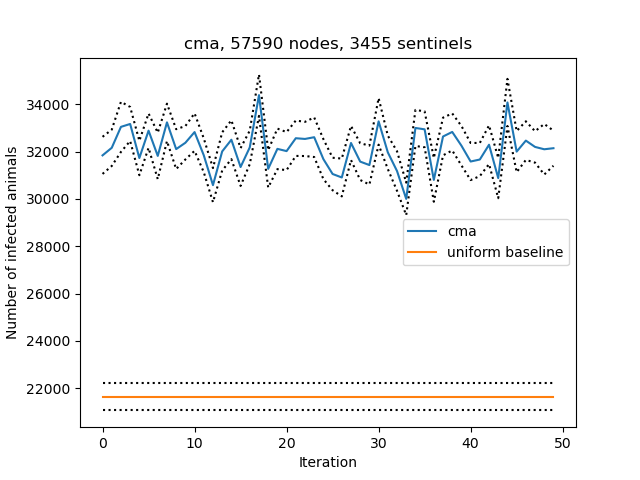 cma, 57590 nodes, 3455 sentinels
Number of infected animals
34000
32000
30000
28000
26000
24000
22000
cma
uniform baseline
0 10 20 30 40 50
Iteration